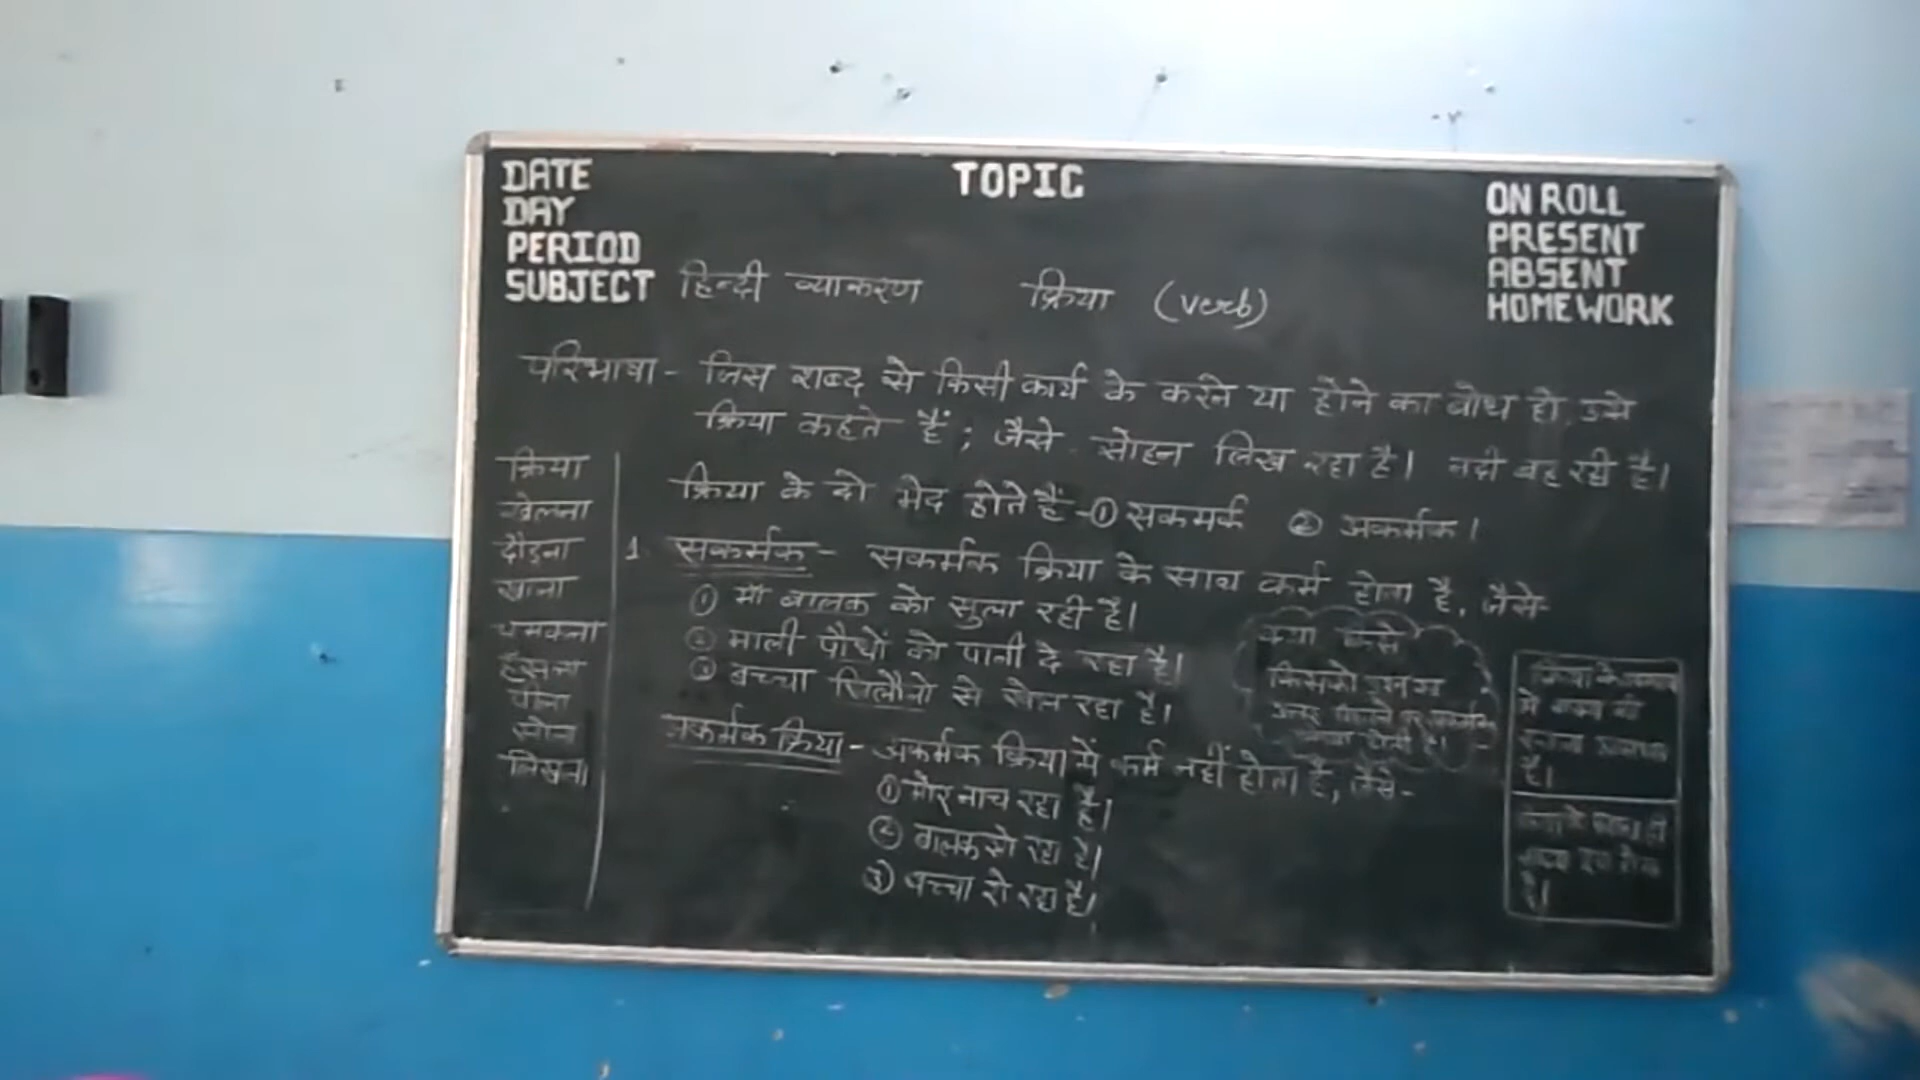 DATE
DAY
PERIOD
SUBJECT हिन्दी व्याकरण
TOPIC
क्रिया (verb)
ON ROLL
PRESENT
ABSENT
HOMEWORK
परिभाषा - जिस शब्द से किसी कार्य के करने या होने का बोध हो, उसे
क्रिया कहते हैं ; जैसे - सोहन लिख रहा है। नदी बह रही है।
क्रिया के दो भेद होते हैं - ① सकमर्क ② अकर्मक।
1. सकर्मक - सकर्मक क्रिया के साथ कर्म होता है, जैसे-
① माँ बालक को सुला रही है।
② माली पौधों को पानी दे रहा है।
③ बच्चा खिलौनो से खेल रहा है।
अकर्मक क्रिया - अकर्मक क्रिया में कर्म नहीं होता है, जैसे-
① मोर नाच रहा है।
② बालक सो रहा है।
③ बच्चा रो रहा है।
क्रिया
खेलना
दौड़ना
खाना
चमकना
हँसना
पीना
सोना
लिखना
किसको
है।
है।